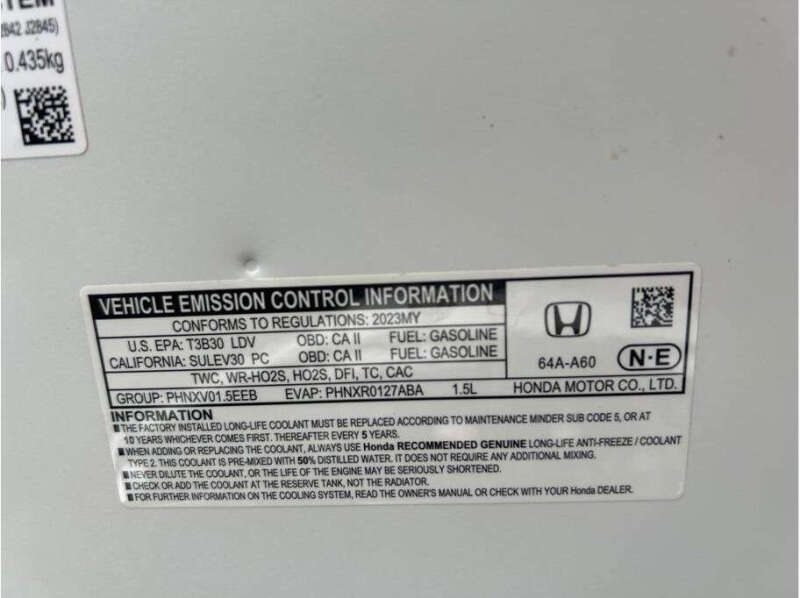 STEM
2842 J2845)
0.435kg
)
VEHICLE EMISSION CONTROL INFORMATION
CONFORMS TO REGULATIONS: 2023MY
U.S. EPA: T3B30 LDV OBD: CA II FUEL: GASOLINE
CALIFORNIA: SULEV30 PC OBD: CA II FUEL: GASOLINE
TWC, WR-HO2S, HO2S, DFI, TC, CAC
GROUP: PHNXV01.5EEB EVAP: PHNXR0127ABA 1.5L
64A-A60 N-E
HONDA MOTOR CO., LTD.
INFORMATION
■THE FACTORY INSTALLED LONG-LIFE COOLANT MUST BE REPLACED ACCORDING TO MAINTENANCE MINDER SUB CODE 5, OR AT
10 YEARS WHICHEVER COMES FIRST. THEREAFTER EVERY 5 YEARS.
■WHEN ADDING OR REPLACING THE COOLANT, ALWAYS USE Honda RECOMMENDED GENUINE LONG-LIFE ANTI-FREEZE / COOLANT
TYPE 2. THIS COOLANT IS PRE-MIXED WITH 50% DISTILLED WATER. IT DOES NOT REQUIRE ANY ADDITIONAL MIXING.
■NEVER DILUTE THE COOLANT, OR THE LIFE OF THE ENGINE MAY BE SERIOUSLY SHORTENED.
■CHECK OR ADD COOLANT AT THE RESERVE TANK, NOT THE RADIATOR.
■FOR FURTHER INFORMATION ON THE COOLING SYSTEM, READ THE OWNER'S MANUAL OR CHECK WITH YOUR Honda DEALER.